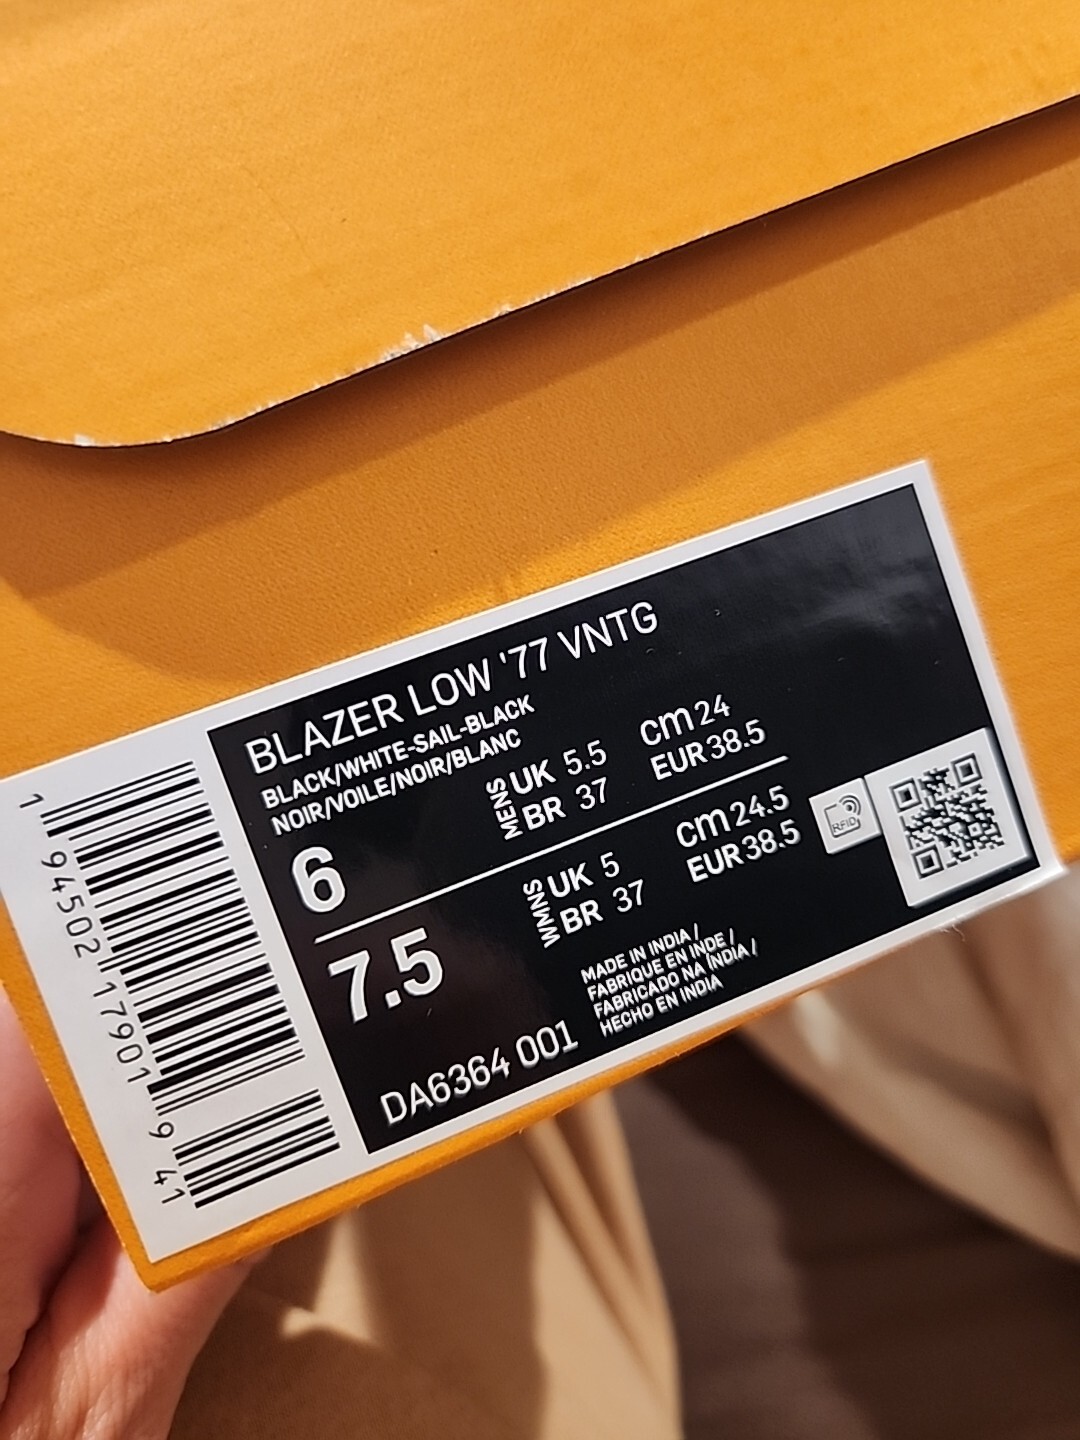 BLAZER LOW '77 VNTG
BLACK/WHITE-SAIL-BLACK
NOIR/VOILE/NOIR/BLANC
6
MENS
UK 5.5
BR 37
cm 24
EUR 38.5
7.5
WMNS
UK 5
BR 37
cm 24.5
EUR 38.5
RFID
MADE IN INDIA /
FABRIQUE EN INDE /
FABRICADO NA ÍNDIA /
HECHO EN INDIA
DA6364 001
1 94502 17901 9 41